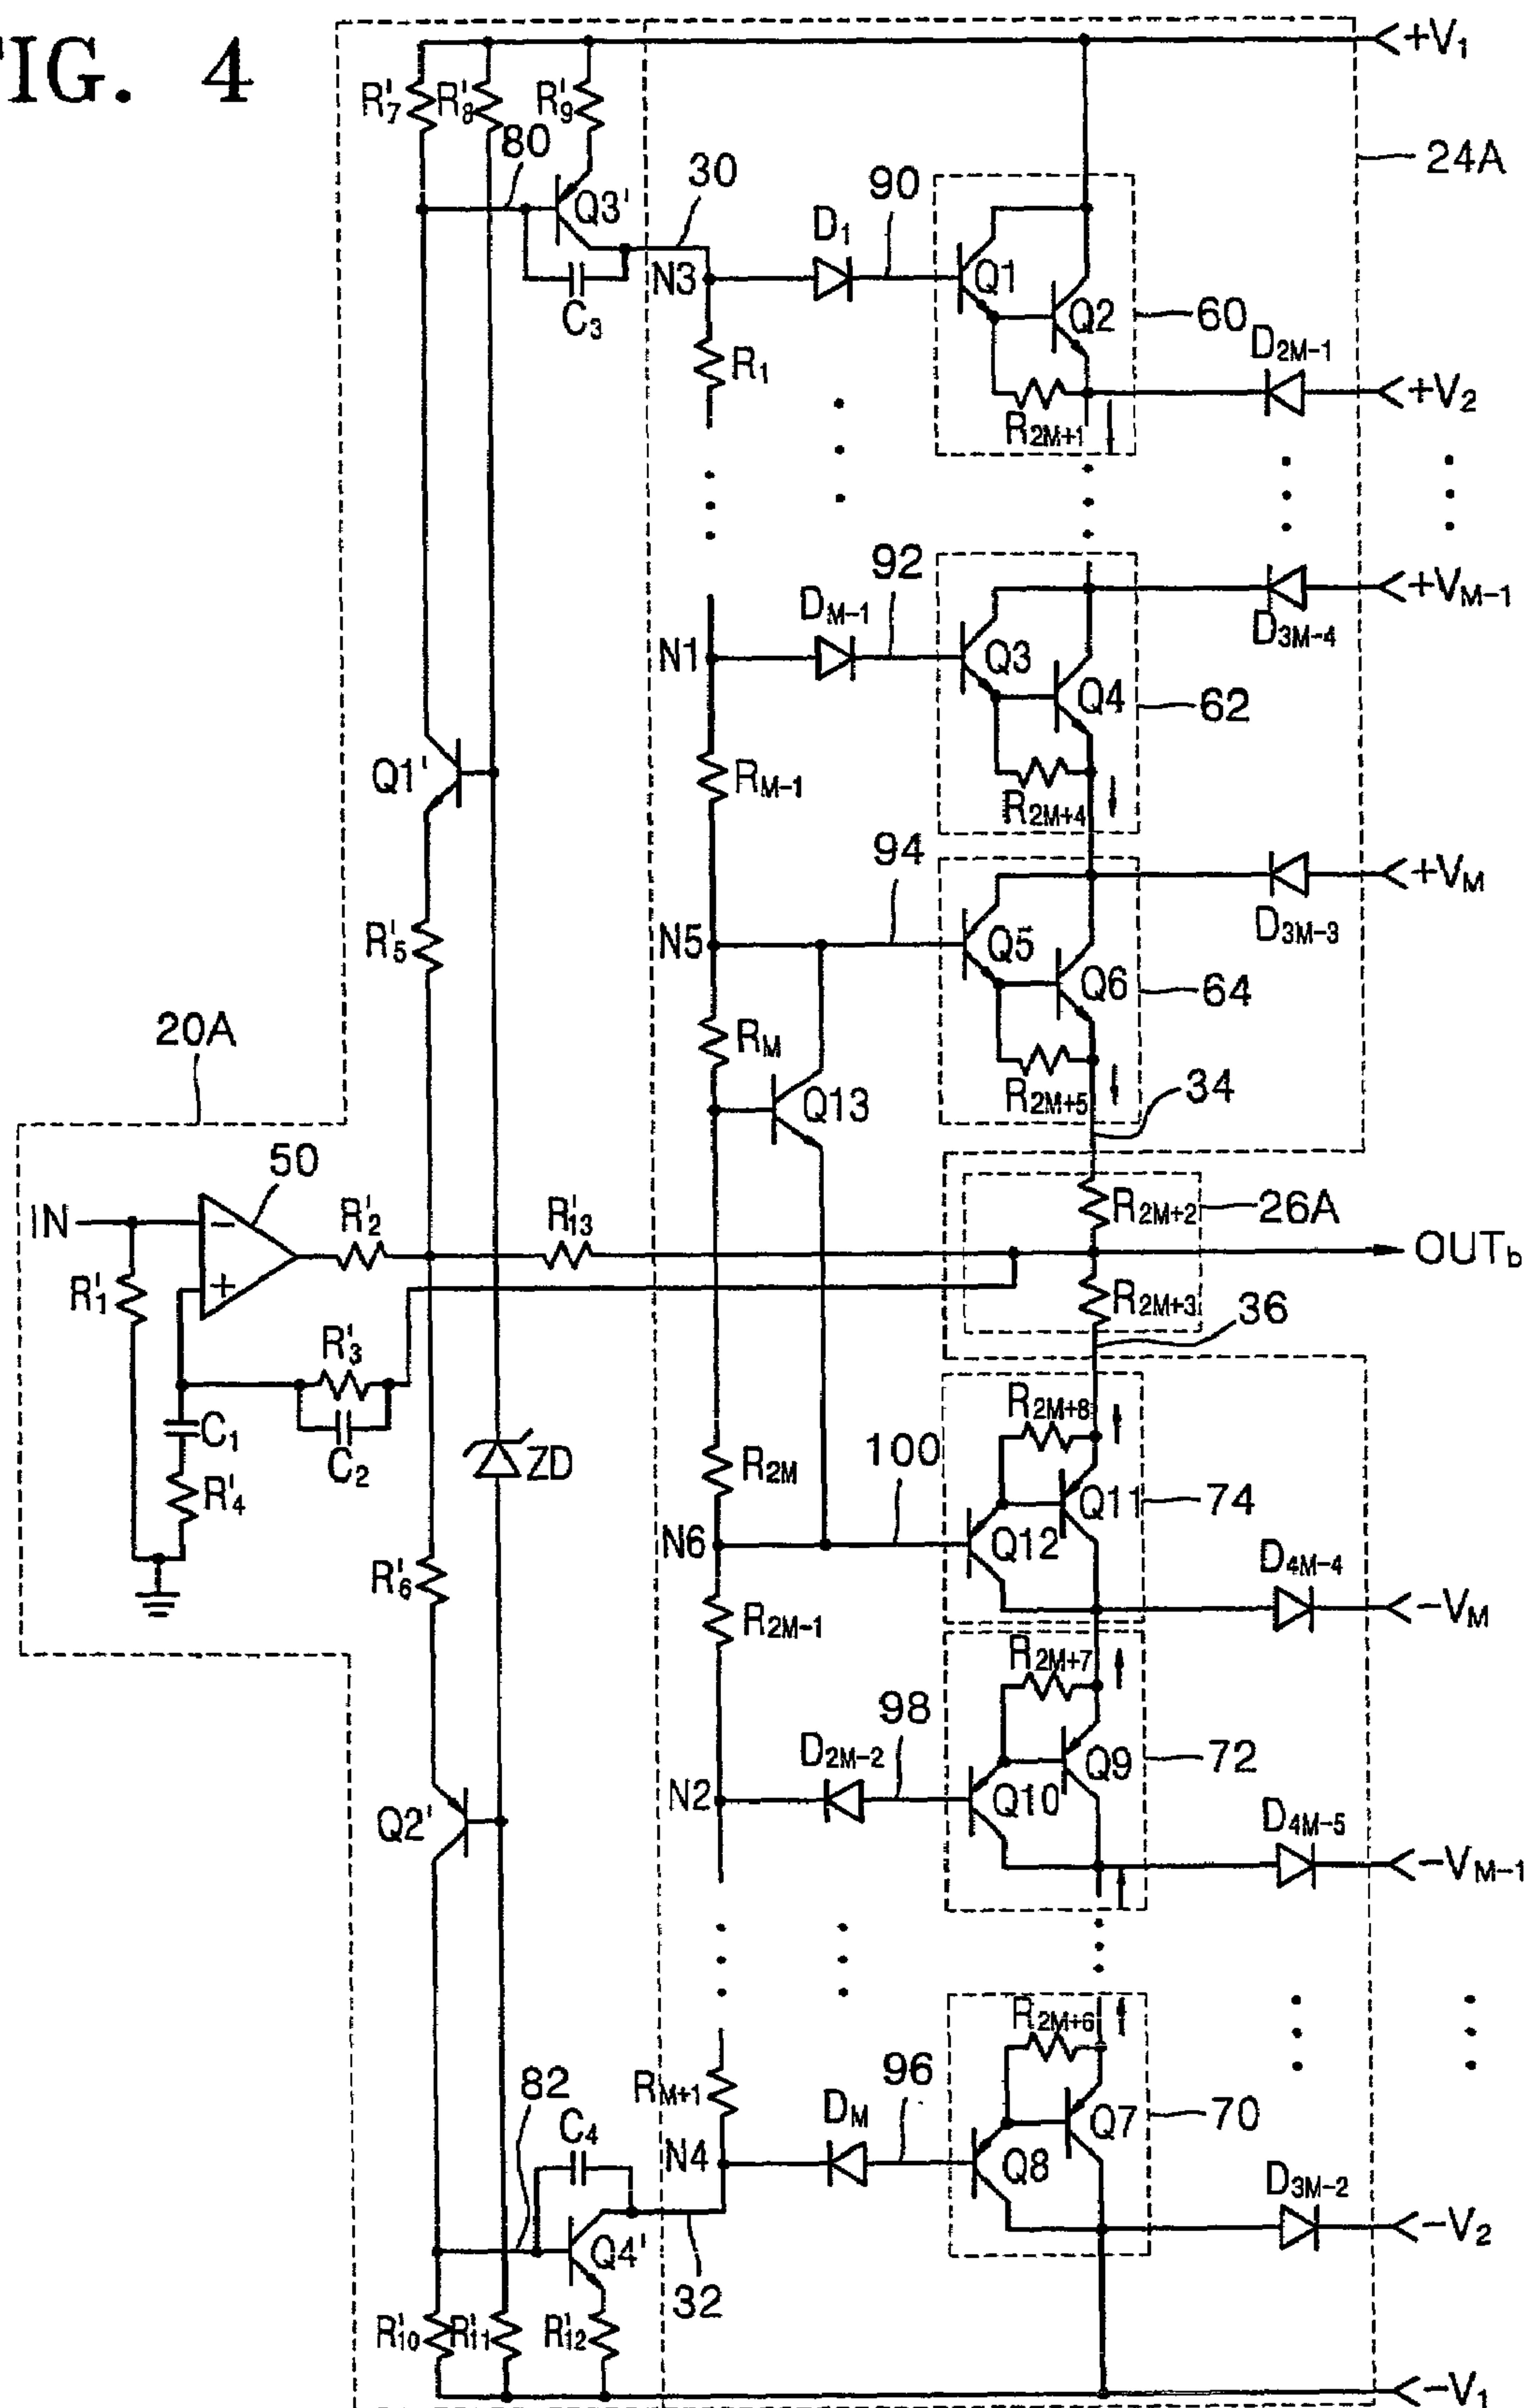 FIG. 4
+V1
R'7 R'8 R'9
80
30
24A
Q3'
D1
90
N3
C3
Q1
Q2
60
D2M-1
R1
R2M+1
+V2
92
DM-1
+VM-1
N1
Q3
D3M-4
Q4
62
Q1'
RM-1
R2M+4
94
+VM
R'5
N5
Q5
D3M-3
Q6
64
20A
RM
Q13
R2M+5
34
50
IN
−
R'2
R'13
R2M+2
26A
OUTb
R'1
+
R2M+3
36
R'3
C1
C2
R2M+8
R'4
ZD
R2M
100
Q11
74
R'6
N6
Q12
D4M-4
R2M-1
-VM
R2M+7
98
D2M-2
Q9
72
N2
Q10
Q2'
D4M-5
-VM-1
R2M+6
82
RM+1
96
C4
DM
Q7
70
N4
Q8
D3M-2
Q4'
-V2
32
R'10 R'11 R'12
-V1